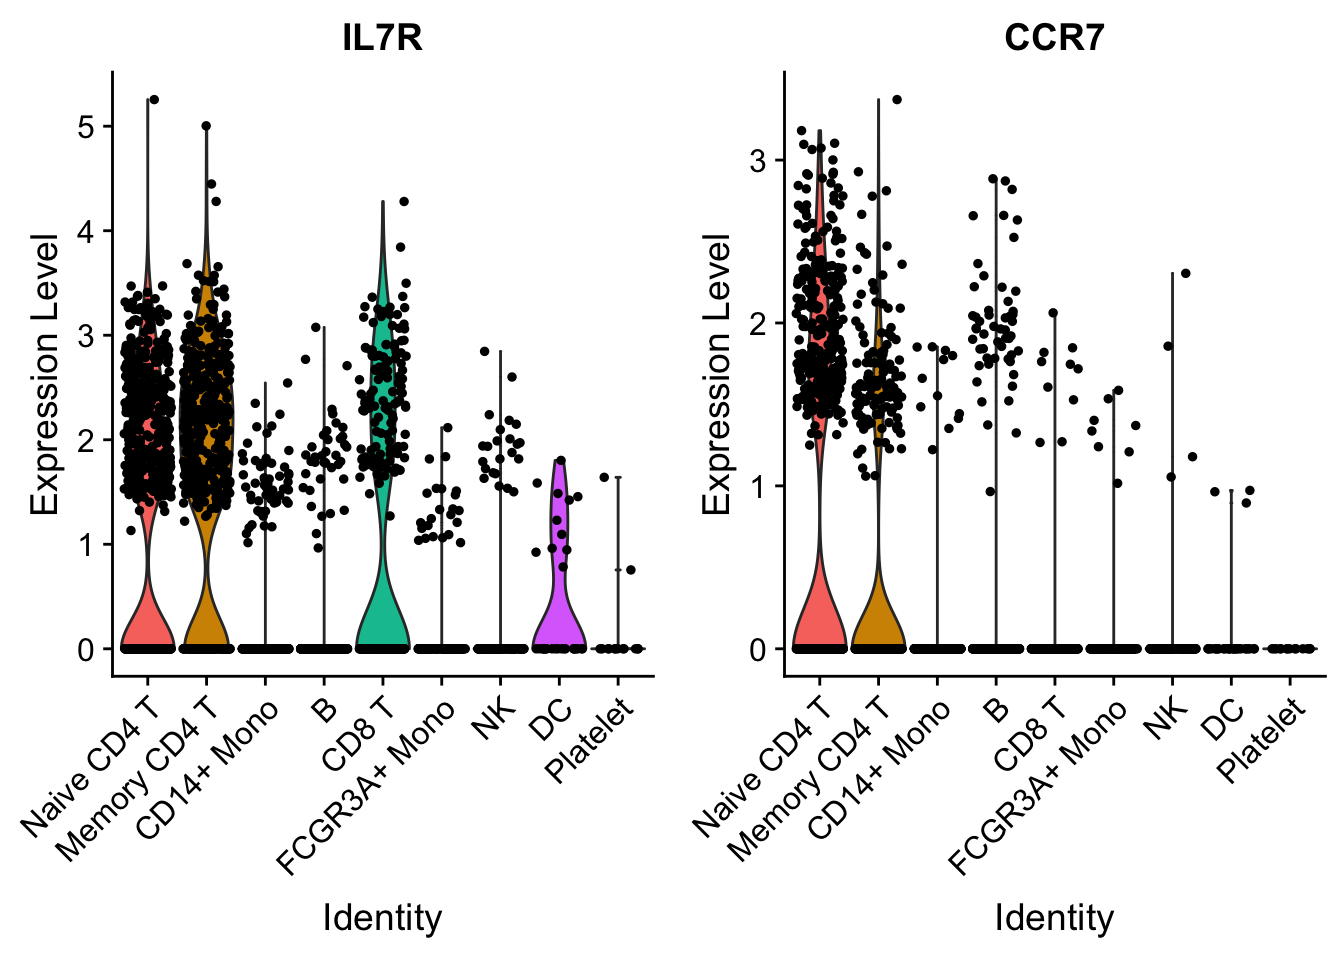 IL7R
Expression Level
5
4
3
2
1
0
Naive CD4 T
Memory CD4 T
CD14+ Mono
B
CD8 T
FCGR3A+ Mono
NK
DC
Platelet
Identity
CCR7
Expression Level
3
2
1
0
Naive CD4 T
Memory CD4 T
CD14+ Mono
B
CD8 T
FCGR3A+ Mono
NK
DC
Platelet
Identity